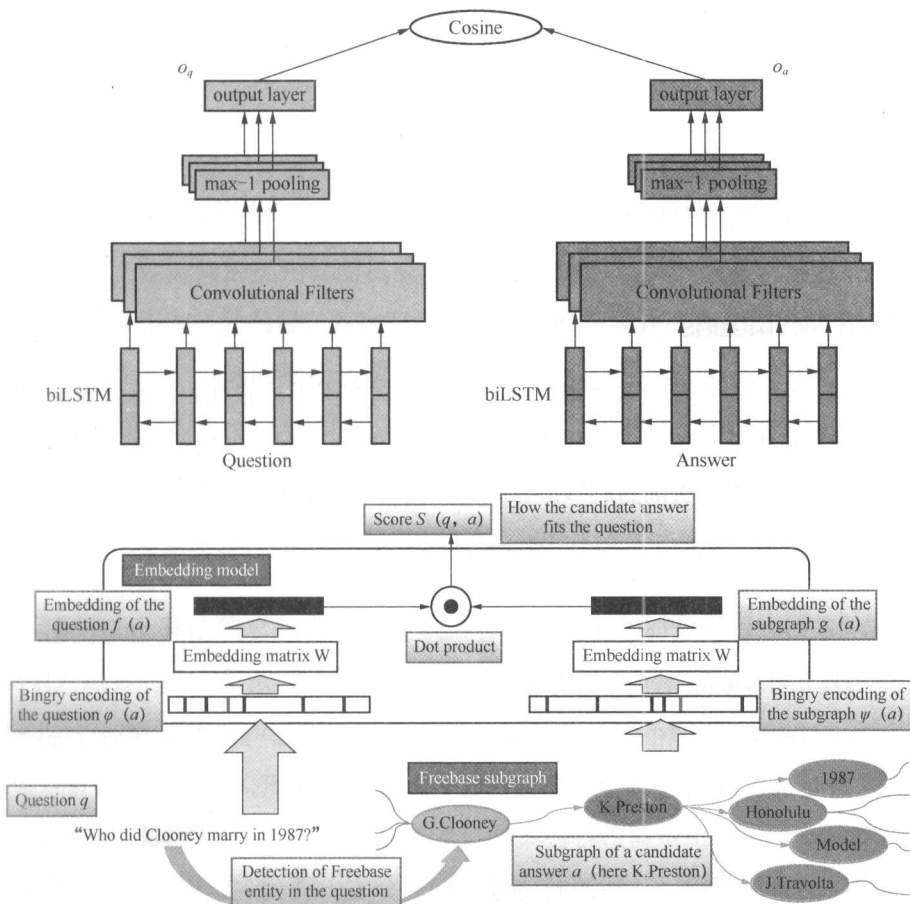 Cosine
o_q
o_a
output layer
output layer
max-1 pooling
max-1 pooling
Convolutional Filters
Convolutional Filters
biLSTM
biLSTM
Question
Answer
Score S (q, a)
How the candidate answer
fits the question
Embedding model
Embedding of the
question f (a)
Embedding of the
subgraph g (a)
Dot product
Embedding matrix W
Embedding matrix W
Bingry encoding of
the question φ (a)
Bingry encoding of
the subgraph ψ (a)
Freebase subgraph
1987
Question q
K.Preston
Honolulu
G.Clooney
"Who did Clooney marry in 1987?"
Model
Subgraph of a candidate
answer a (here K.Preston)
Detection of Freebase
entity in the question
J.Travolta